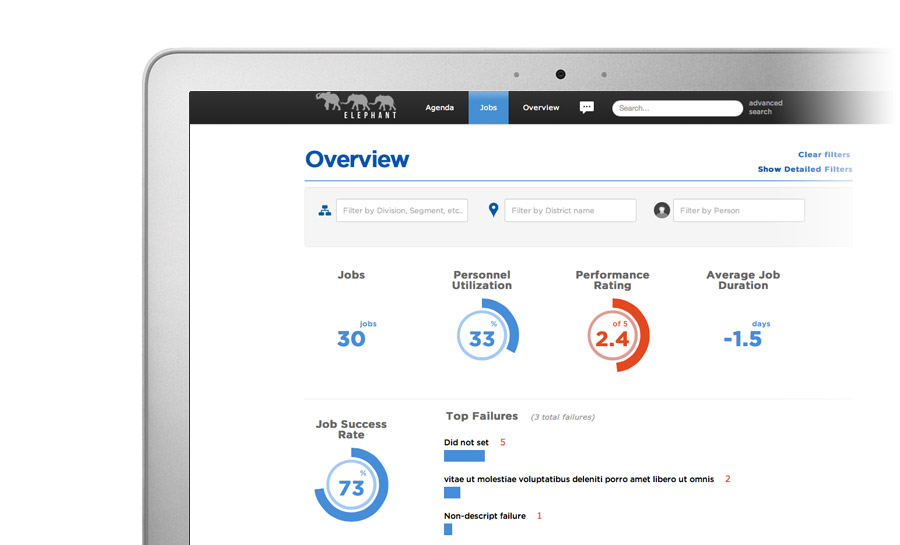 ELEPHANT
Agenda
Jobs
Overview
Search...
advanced
search
Overview
Clear filters
Show Detailed Filters
Filter by Division, Segment, etc..
Filter by District name
Filter by Person
Jobs
jobs
30
Personnel
Utilization
%
33
Performance
Rating
of 5
2.4
Average Job
Duration
days
-1.5
Job Success
Rate
%
73
Top Failures (3 total failures)
Did not set 5
vitae ut molestiae voluptatibus deleniti porro amet libero ut omnis 2
Non-descript failure 1